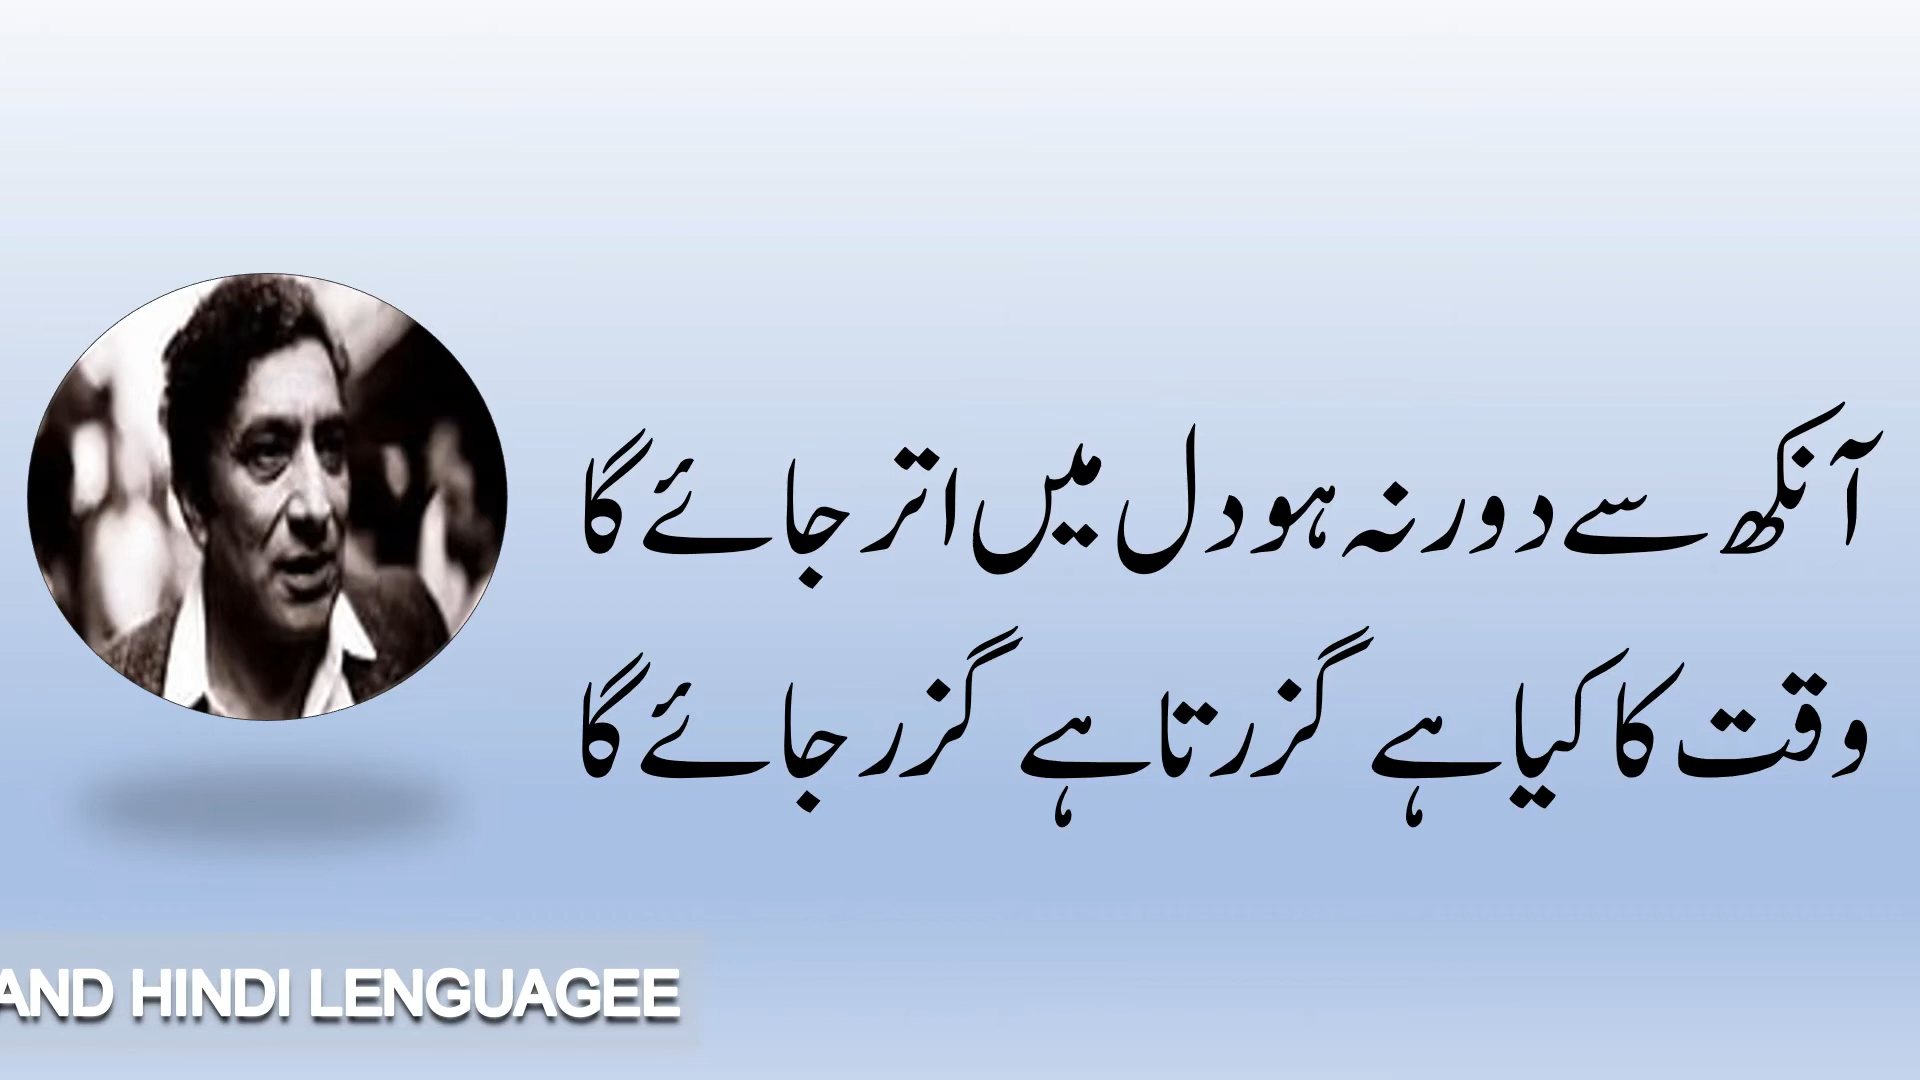 آنکھ سے دور نہ ہو دل میں اتر جائے گا
وقت کا کیا ہے گزرتا ہے گزر جائے گا
AND HINDI LENGUAGEE